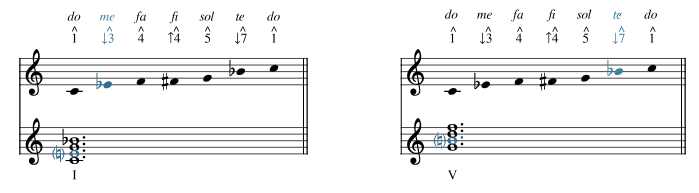 do me fa fi sol te do
1 ↓3 4 ↑4 5 ↓7 1
I
do me fa fi sol te do
1 ↓3 4 ↑4 5 ↓7 1
V